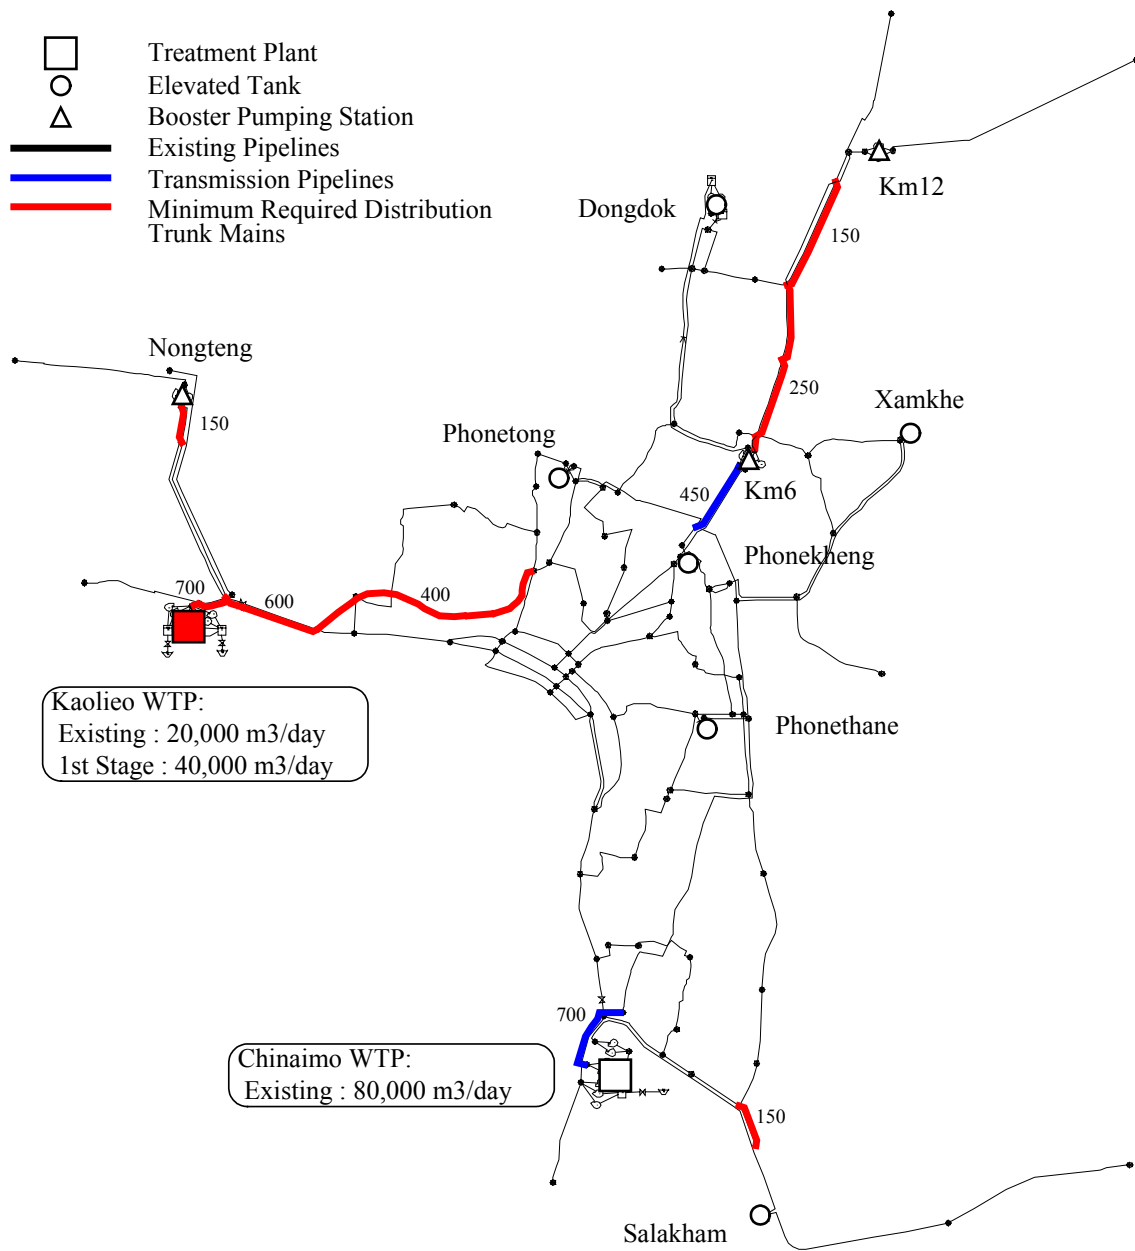 Treatment Plant
Elevated Tank
Booster Pumping Station
Existing Pipelines
Transmission Pipelines
Minimum Required Distribution
Trunk Mains
Km12
Dongdok
150
Nongteng
250
Xamkhe
150
Phonetong
450
Km6
Phonekheng
700
600
400
Kaolieo WTP:
Existing : 20,000 m3/day
1st Stage : 40,000 m3/day
Phonethane
700
Chinaimo WTP:
Existing : 80,000 m3/day
150
Salakham